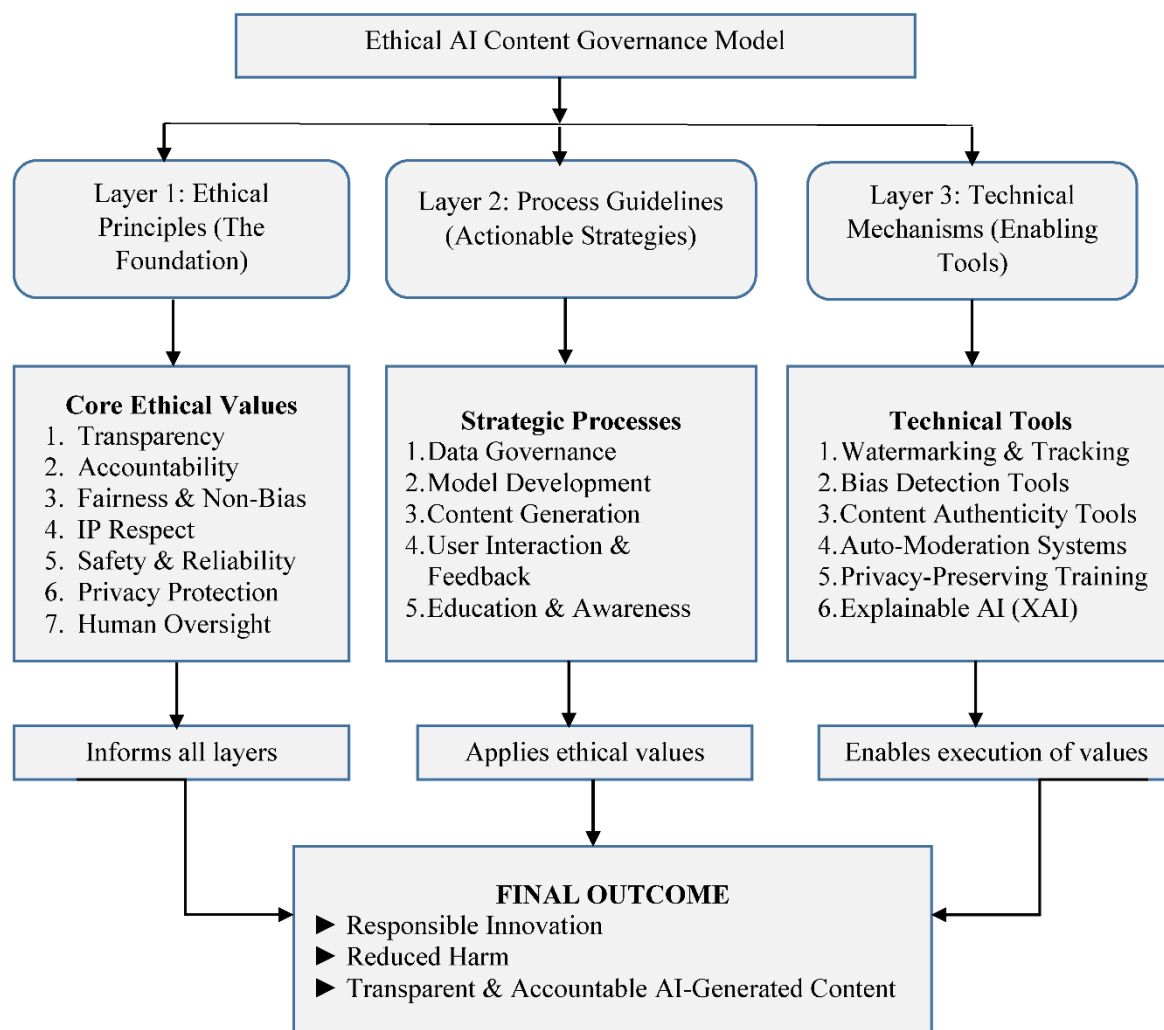 Ethical AI Content Governance Model
Layer 1: Ethical
Principles (The
Foundation)
Layer 2: Process Guidelines
(Actionable Strategies)
Layer 3: Technical
Mechanisms (Enabling
Tools)
Core Ethical Values
1. Transparency
2. Accountability
3. Fairness & Non-Bias
4. IP Respect
5. Safety & Reliability
6. Privacy Protection
7. Human Oversight
Strategic Processes
1. Data Governance
2. Model Development
3. Content Generation
4. User Interaction &
Feedback
5. Education & Awareness
Technical Tools
1. Watermarking & Tracking
2. Bias Detection Tools
3. Content Authenticity Tools
4. Auto-Moderation Systems
5. Privacy-Preserving Training
6. Explainable AI (XAI)
Informs all layers
Applies ethical values
Enables execution of values
FINAL OUTCOME
► Responsible Innovation
► Reduced Harm
► Transparent & Accountable AI-Generated Content